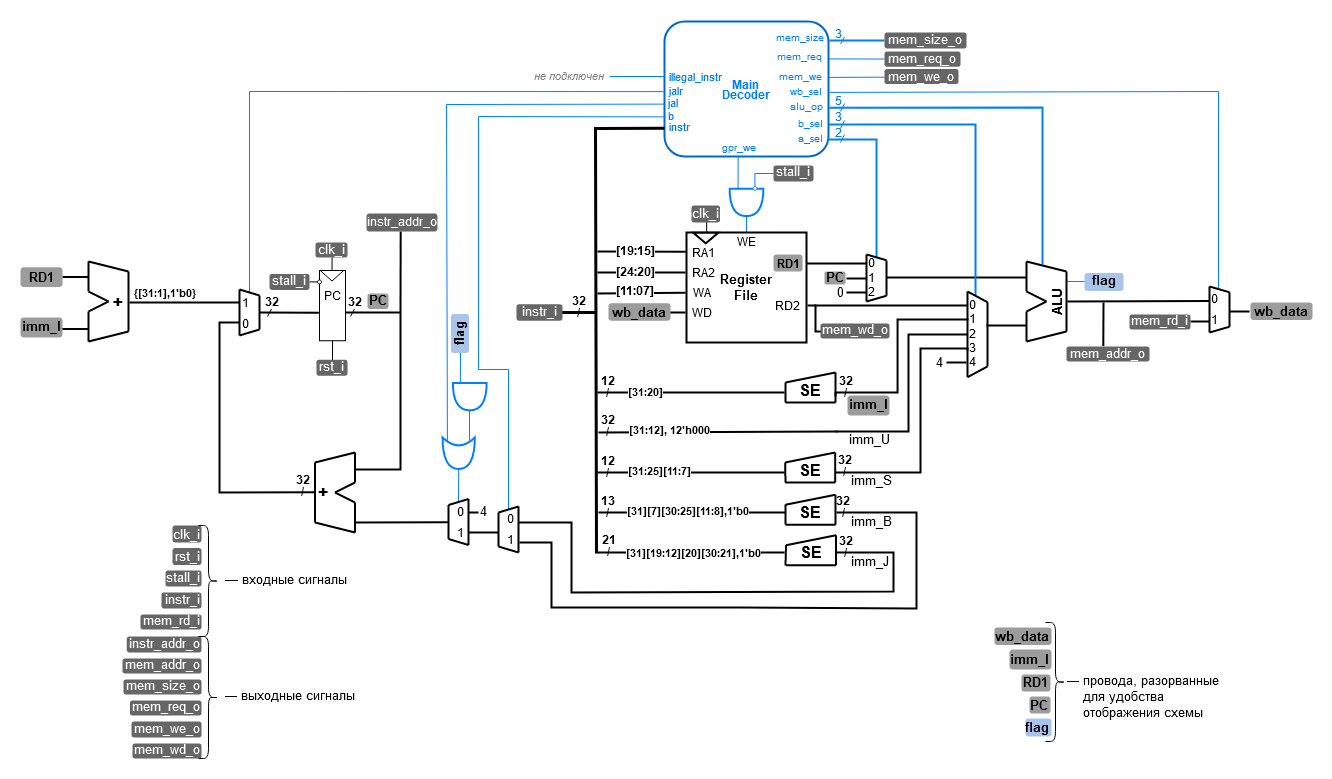 mem_size
3
mem_size_o
mem_req
mem_req_o
mem_we
mem_we_o
не подключен
illegal_instr
jalr
jal
b
instr
Main
Decoder
wb_sel
alu_op
5
b_sel
3
a_sel
2
gpr_we
stall_i
clk_i
WE
instr_addr_o
clk_i
stall_i
PC
rst_i
RD1
imm_I
+
{[31:1],1'b0}
1
0
32
32
PC
[19:15]
RA1
[24:20]
RA2
[11:07]
WA
wb_data
WD
Register
File
RD1
RD2
instr_i
32
PC
0
0
1
2
mem_wd_o
4
0
1
2
3
4
ALU
flag
mem_addr_o
mem_rd_i
0
1
wb_data
flag
12
[31:20]
SE
32
imm_I
32
[31:12], 12'h000
imm_U
12
[31:25][11:7]
SE
32
imm_S
13
[31][7][30:25][11:8],1'b0
SE
32
imm_B
21
[31][19:12][20][30:21],1'b0
SE
32
imm_J
32
+
0
4
1
0
1
clk_i
rst_i
stall_i
instr_i
mem_rd_i
— входные сигналы
instr_addr_o
mem_addr_o
mem_size_o
mem_req_o
mem_we_o
mem_wd_o
— выходные сигналы
wb_data
imm_I
RD1
PC
flag
— провода, разорванные
для удобства
отображения схемы